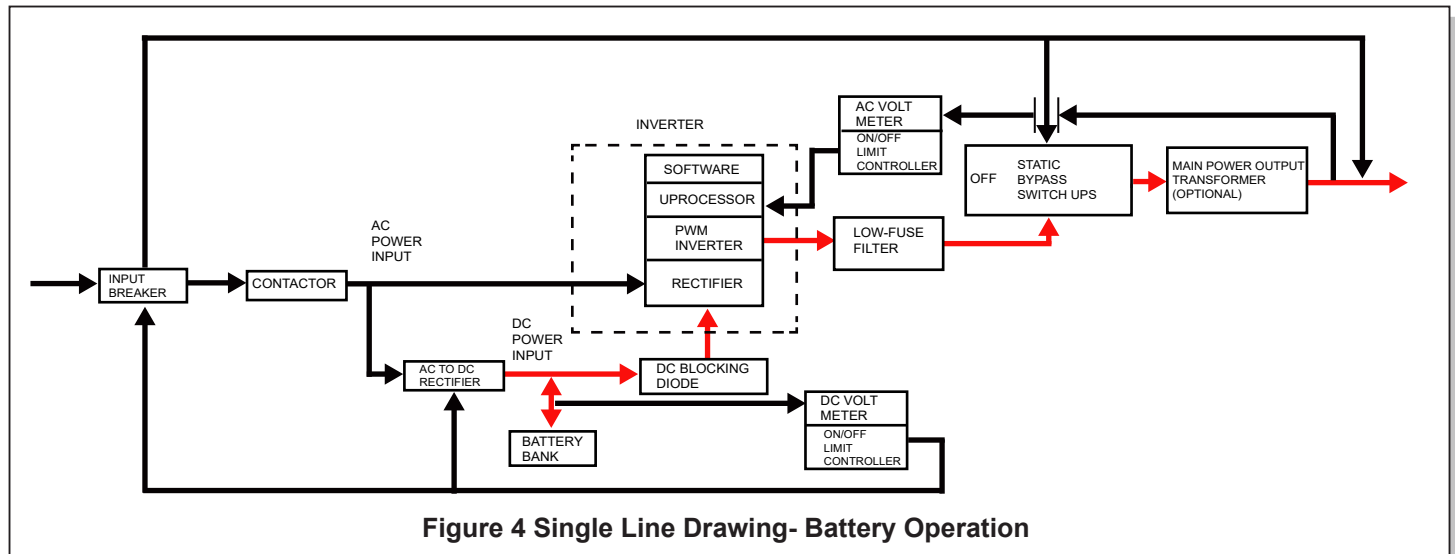 INVERTER
AC VOLT
METER
ON/OFF
LIMIT
CONTROLLER
SOFTWARE
UPROCESSOR
PWM
INVERTER
RECTIFIER
OFF
STATIC
BYPASS
SWITCH UPS
MAIN POWER OUTPUT
TRANSFORMER
(OPTIONAL)
LOW-FUSE
FILTER
AC
POWER
INPUT
INPUT
BREAKER
CONTACTOR
DC
POWER
INPUT
AC TO DC
RECTIFIER
DC BLOCKING
DIODE
BATTERY
BANK
DC VOLT
METER
ON/OFF
LIMIT
CONTROLLER
Figure 4 Single Line Drawing- Battery Operation